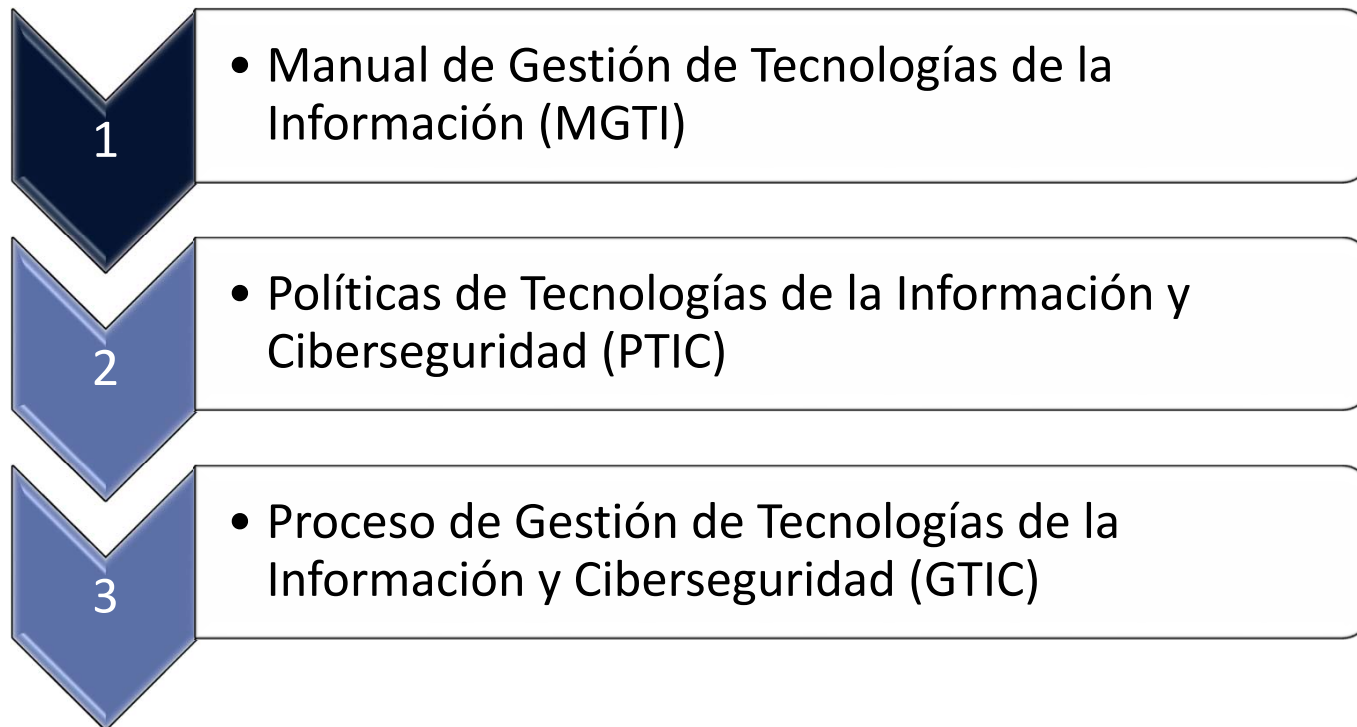 1
• Manual de Gestión de Tecnologías de la
Información (MGTI)
2
• Políticas de Tecnologías de la Información y
Ciberseguridad (PTIC)
3
• Proceso de Gestión de Tecnologías de la
Información y Ciberseguridad (GTIC)